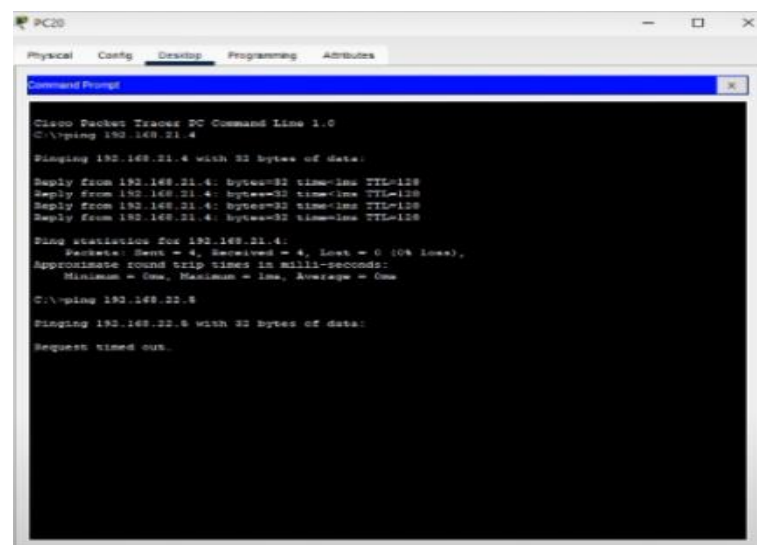 PC20
Physical Config Desktop Programming Attributes
Command Prompt
Cisco Packet Tracer PC Command Line 1.0
C:\>ping 192.168.21.4
Pinging 192.168.21.4 with 32 bytes of data:
Reply from 192.168.21.4: bytes=32 time<1ms TTL=128
Reply from 192.168.21.4: bytes=32 time<1ms TTL=128
Reply from 192.168.21.4: bytes=32 time<1ms TTL=128
Reply from 192.168.21.4: bytes=32 time=1ms TTL=128
Ping statistics for 192.168.21.4:
Packets: Sent = 4, Received = 4, Lost = 0 (0% loss),
Approximate round trip times in milli-seconds:
Minimum = 0ms, Maximum = 1ms, Average = 0ms
C:\>ping 192.168.22.5
Pinging 192.168.22.5 with 32 bytes of data:
Request timed out.